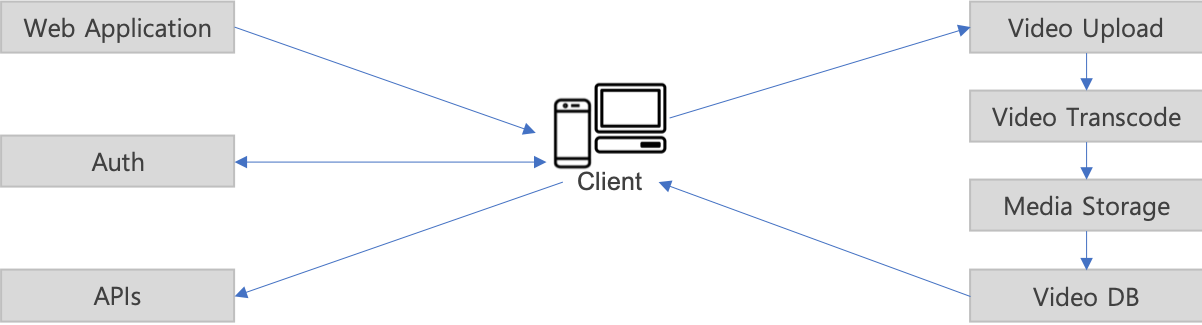 Web Application
Auth
APIs
Client
Video Upload
Video Transcode
Media Storage
Video DB